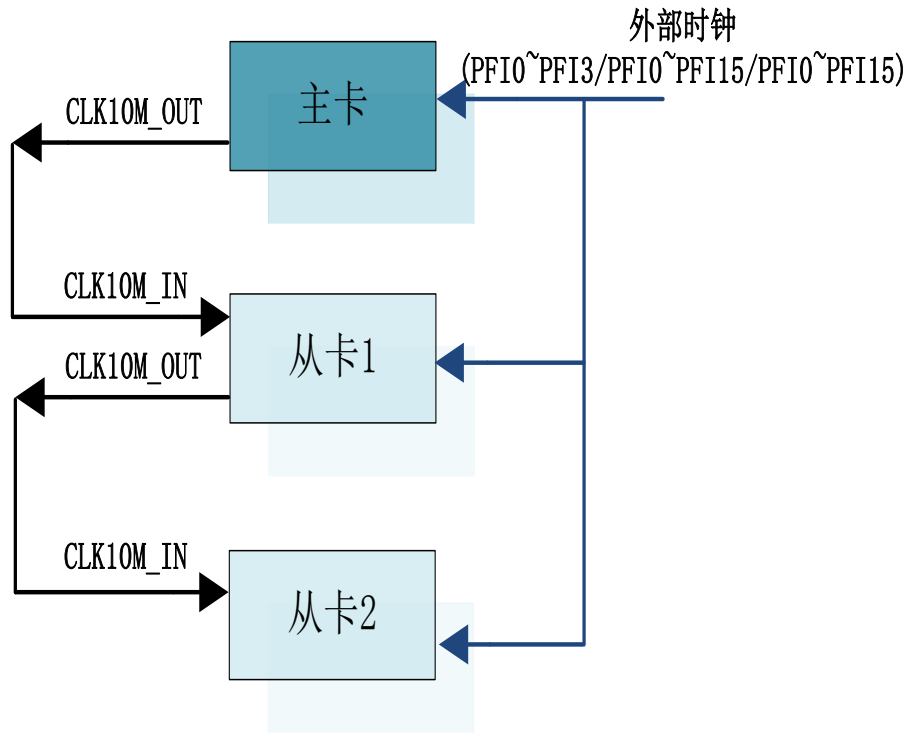 外部时钟
(PFI0~PFI3/PFI0~PFI15/PFI0~PFI15)
主卡
CLK10M_OUT
CLK10M_IN
从卡1
CLK10M_OUT
CLK10M_IN
从卡2